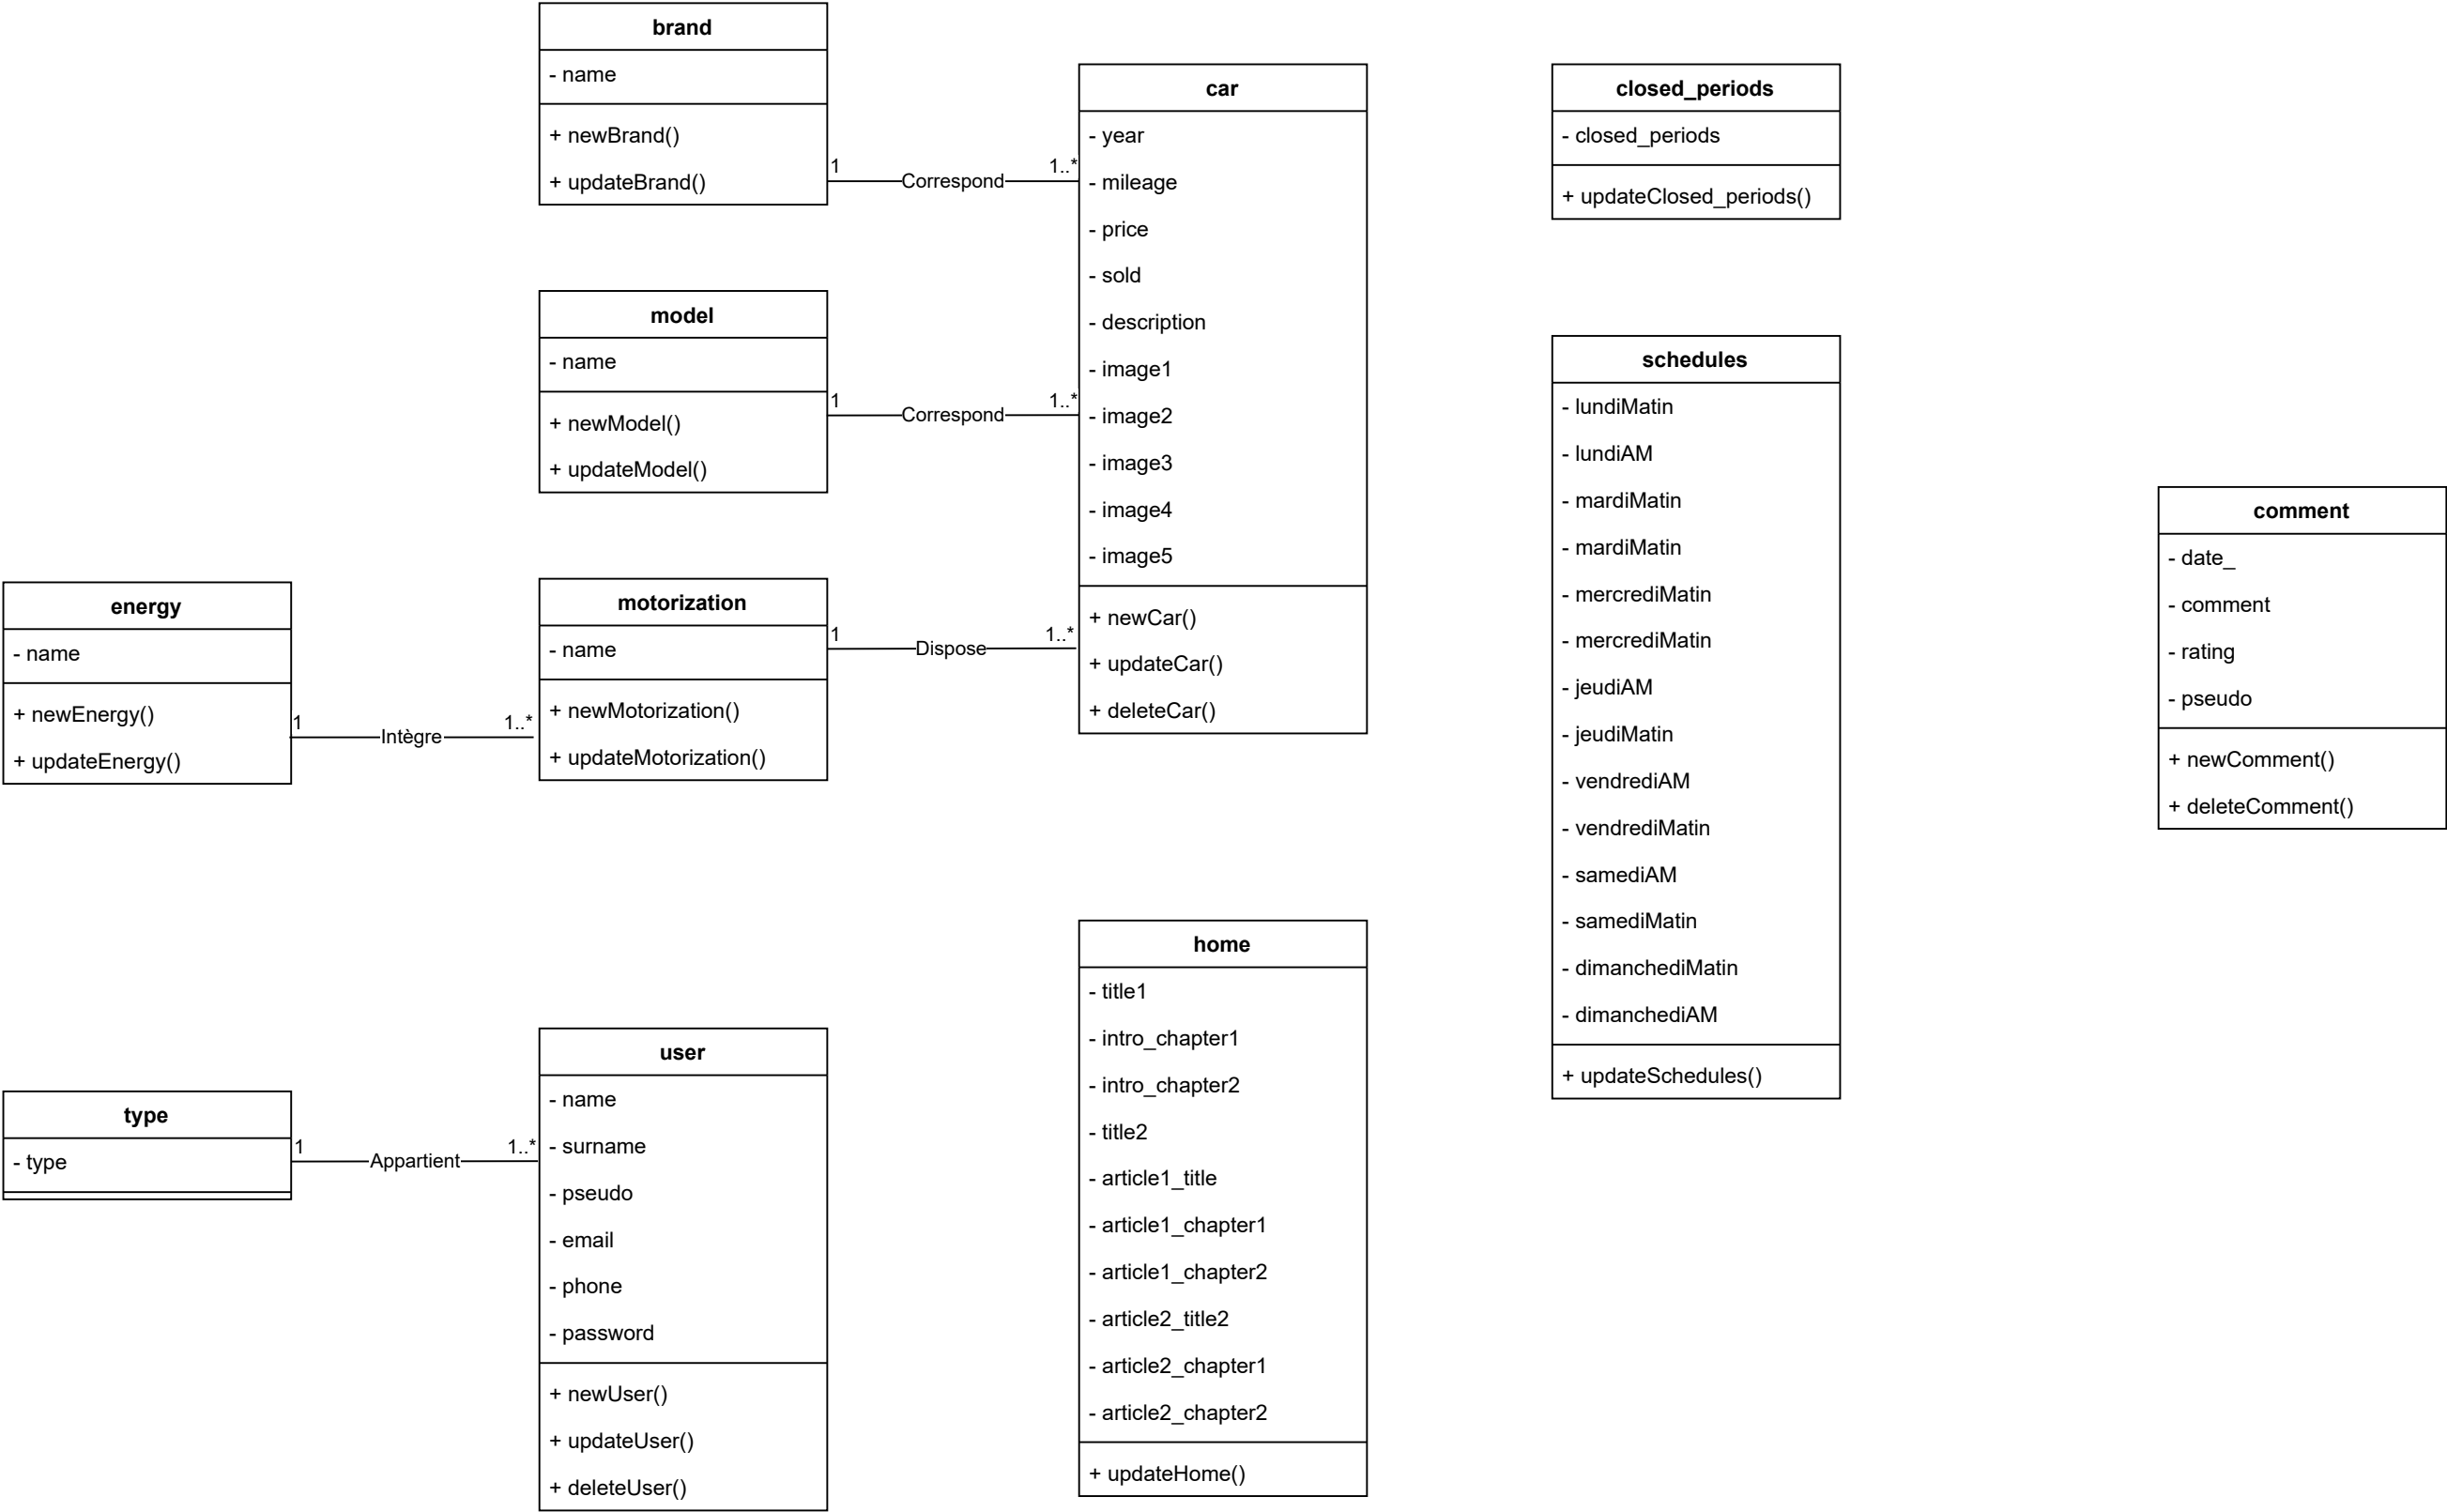 brand
- name
+ newBrand()
+ updateBrand()
1
Correspond
1..*
car
- year
- mileage
- price
- sold
- description
- image1
- image2
- image3
- image4
- image5
+ newCar()
+ updateCar()
+ deleteCar()
closed_periods
- closed_periods
+ updateClosed_periods()
model
- name
+ newModel()
+ updateModel()
1
Correspond
1..*
schedules
- lundiMatin
- lundiAM
- mardiMatin
- mardiMatin
- mercrediMatin
- mercrediMatin
- jeudiAM
- jeudiMatin
- vendrediAM
- vendrediMatin
- samediAM
- samediMatin
- dimanchediMatin
- dimanchediAM
+ updateSchedules()
comment
- date_
- comment
- rating
- pseudo
+ newComment()
+ deleteComment()
energy
- name
+ newEnergy()
+ updateEnergy()
1
Intègre
1..*
motorization
- name
+ newMotorization()
+ updateMotorization()
1
Dispose
1..*
type
- type
1
Appartient
1..*
user
- name
- surname
- pseudo
- email
- phone
- password
+ newUser()
+ updateUser()
+ deleteUser()
home
- title1
- intro_chapter1
- intro_chapter2
- title2
- article1_title
- article1_chapter1
- article1_chapter2
- article2_title2
- article2_chapter1
- article2_chapter2
+ updateHome()